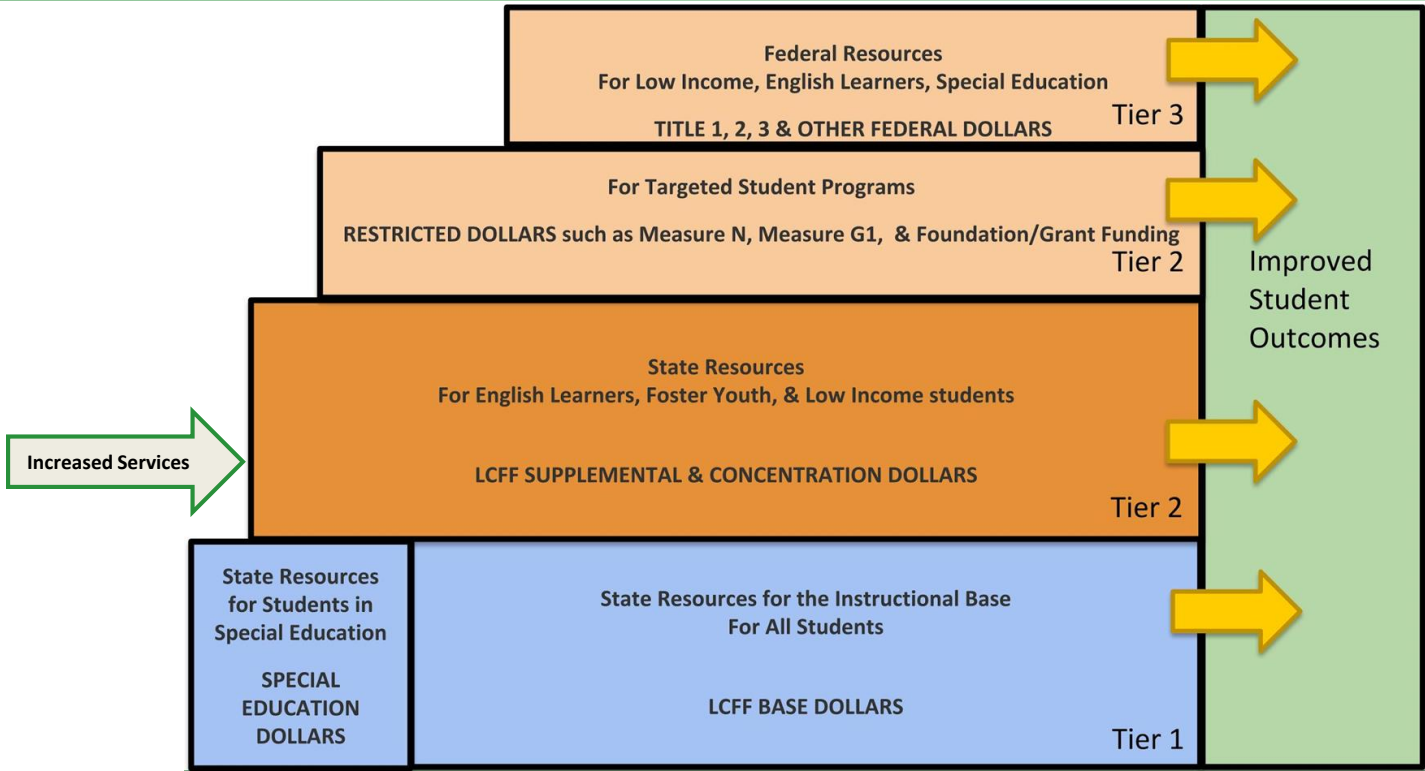 Federal Resources
For Low Income, English Learners, Special Education
TITLE 1, 2, 3 & OTHER FEDERAL DOLLARS
Tier 3
For Targeted Student Programs
RESTRICTED DOLLARS such as Measure N, Measure G1, & Foundation/Grant Funding
Tier 2
Improved
Student
Outcomes
State Resources
For English Learners, Foster Youth, & Low Income students
LCFF SUPPLEMENTAL & CONCENTRATION DOLLARS
Tier 2
Increased Services
State Resources
for Students in
Special Education
SPECIAL
EDUCATION
DOLLARS
State Resources for the Instructional Base
For All Students
LCFF BASE DOLLARS
Tier 1